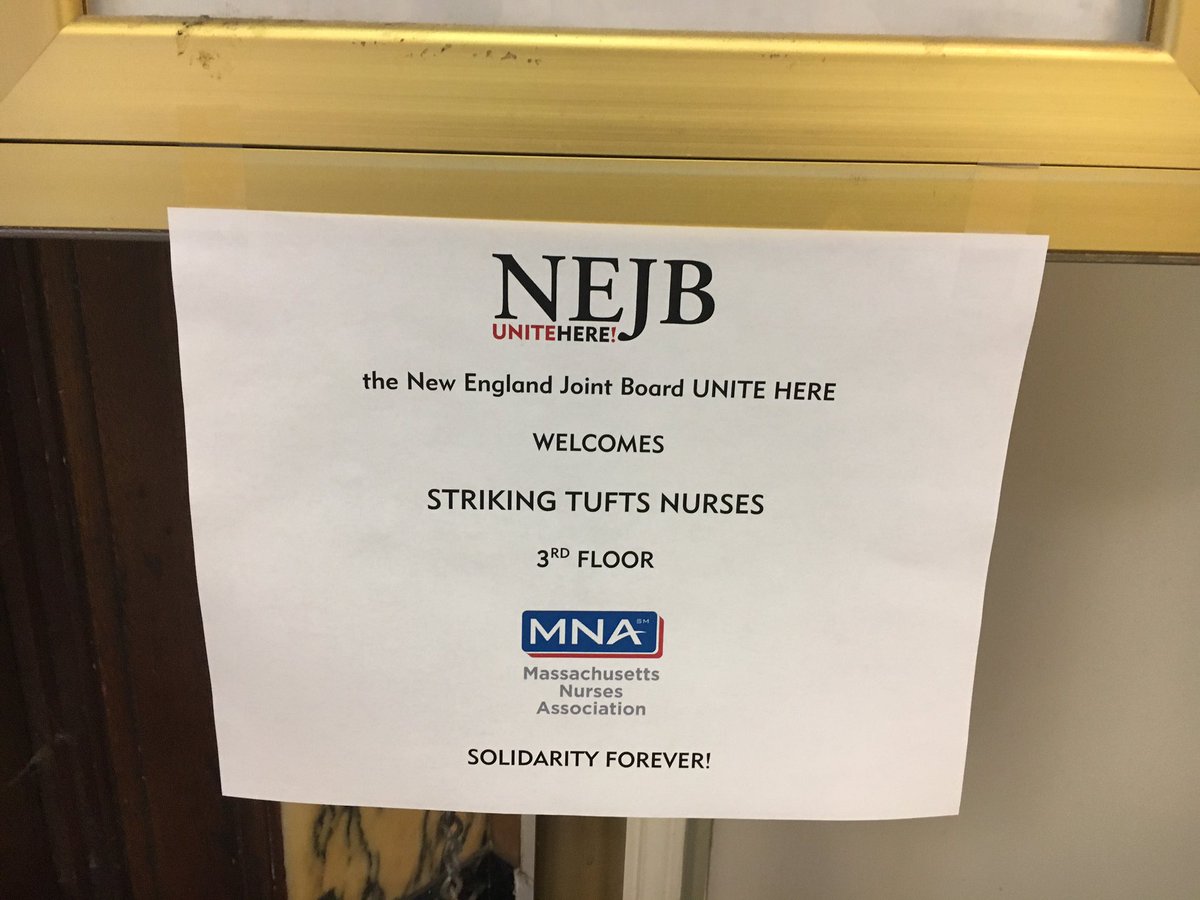 NEJB
UNITEHERE!
the New England Joint Board UNITE HERE
WELCOMES
STRIKING TUFTS NURSES
3RD FLOOR
MNA SM
Massachusetts
Nurses
Association
SOLIDARITY FOREVER!